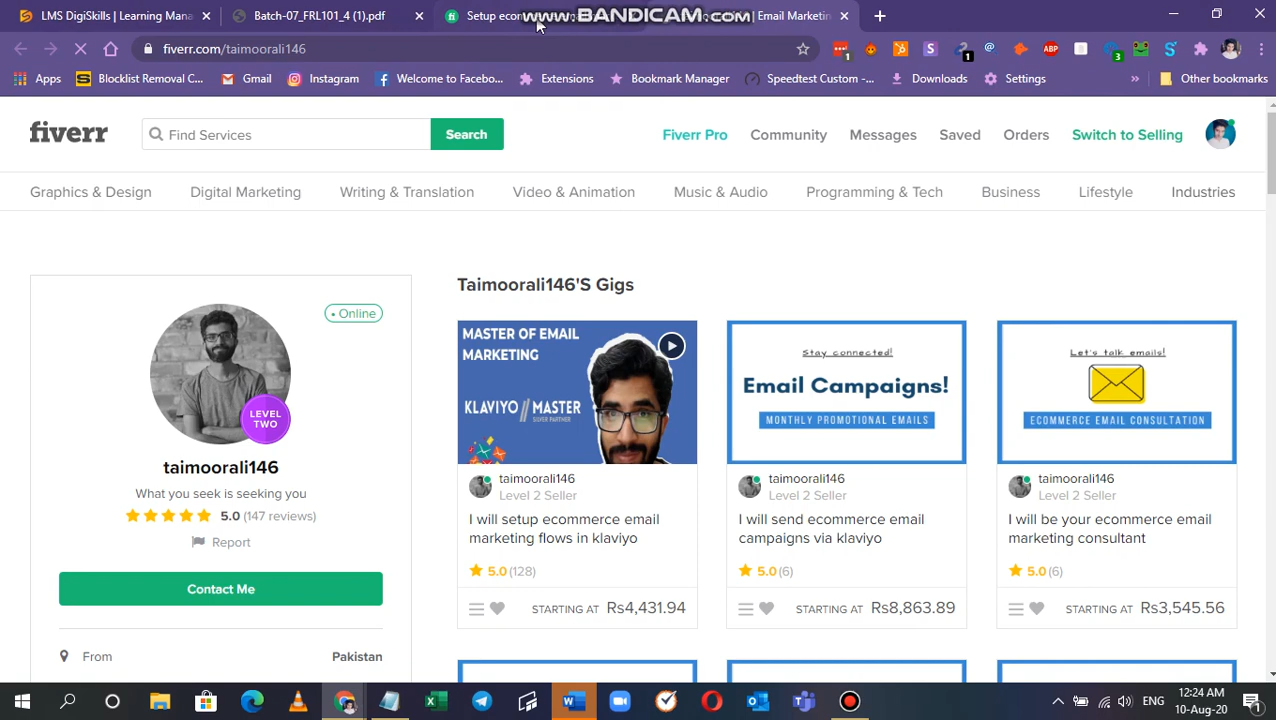 LMS DigiSkills | Learning Mana
Batch-07_FRL101_4 (1).pdf
Setup eco
www.BANDICAM.com
| Email Marketin
fiverr.com/taimoorali146
Apps
Blocklist Removal C...
Gmail
Instagram
Welcome to Facebo...
Extensions
Bookmark Manager
Speedtest Custom...
Downloads
Settings
Other bookmarks
fiverr
Find Services
Search
Fiverr Pro
Community
Messages
Saved
Orders
Switch to Selling
Graphics & Design
Digital Marketing
Writing & Translation
Video & Animation
Music & Audio
Programming & Tech
Business
Lifestyle
Industries
Online
LEVEL
TWO
taimoorali146
What you seek is seeking you
5.0 (147 reviews)
Report
Contact Me
From
Pakistan
Taimoorali146'S Gigs
MASTER OF EMAIL
MARKETING
KLAVIYO // MASTER
SILVER PARTNER
taimoorali146
Level 2 Seller
I will setup ecommerce email
marketing flows in klaviyo
5.0 (128)
STARTING AT Rs4,431.94
Stay connected!
Email Campaigns!
MONTHLY PROMOTIONAL EMAILS
taimoorali146
Level 2 Seller
I will send ecommerce email
campaigns via klaviyo
5.0 (6)
STARTING AT Rs8,863.89
Let's talk emails!
ECOMMERCE EMAIL CONSULTATION
taimoorali146
Level 2 Seller
I will be your ecommerce email
marketing consultant
5.0 (6)
STARTING AT Rs3,545.56
ENG
12:24 AM
10-Aug-20